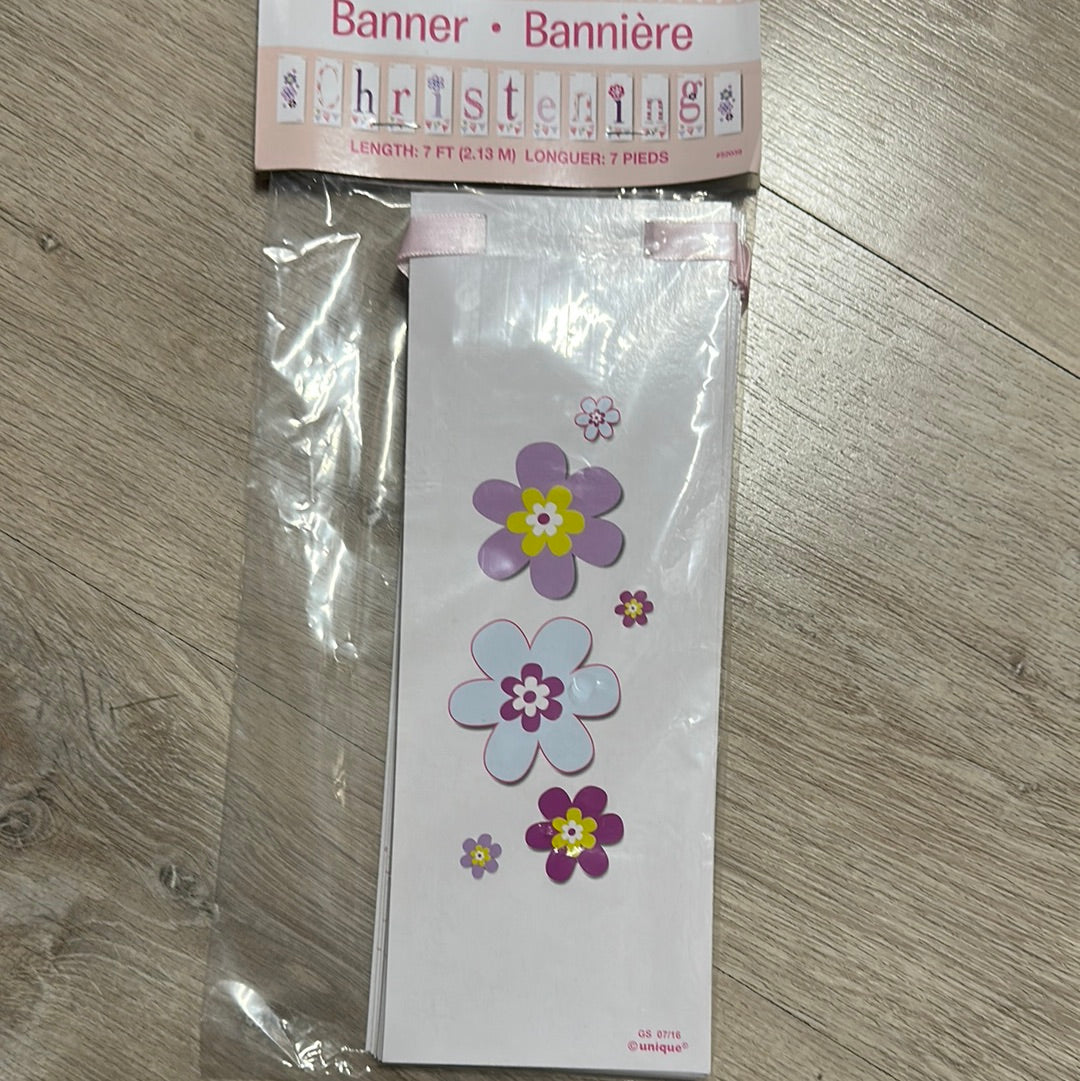 Banner • Bannière
Christening
LENGTH: 7 FT (2.13 M) LONGUER: 7 PIEDS
GS 07/16
©unique®